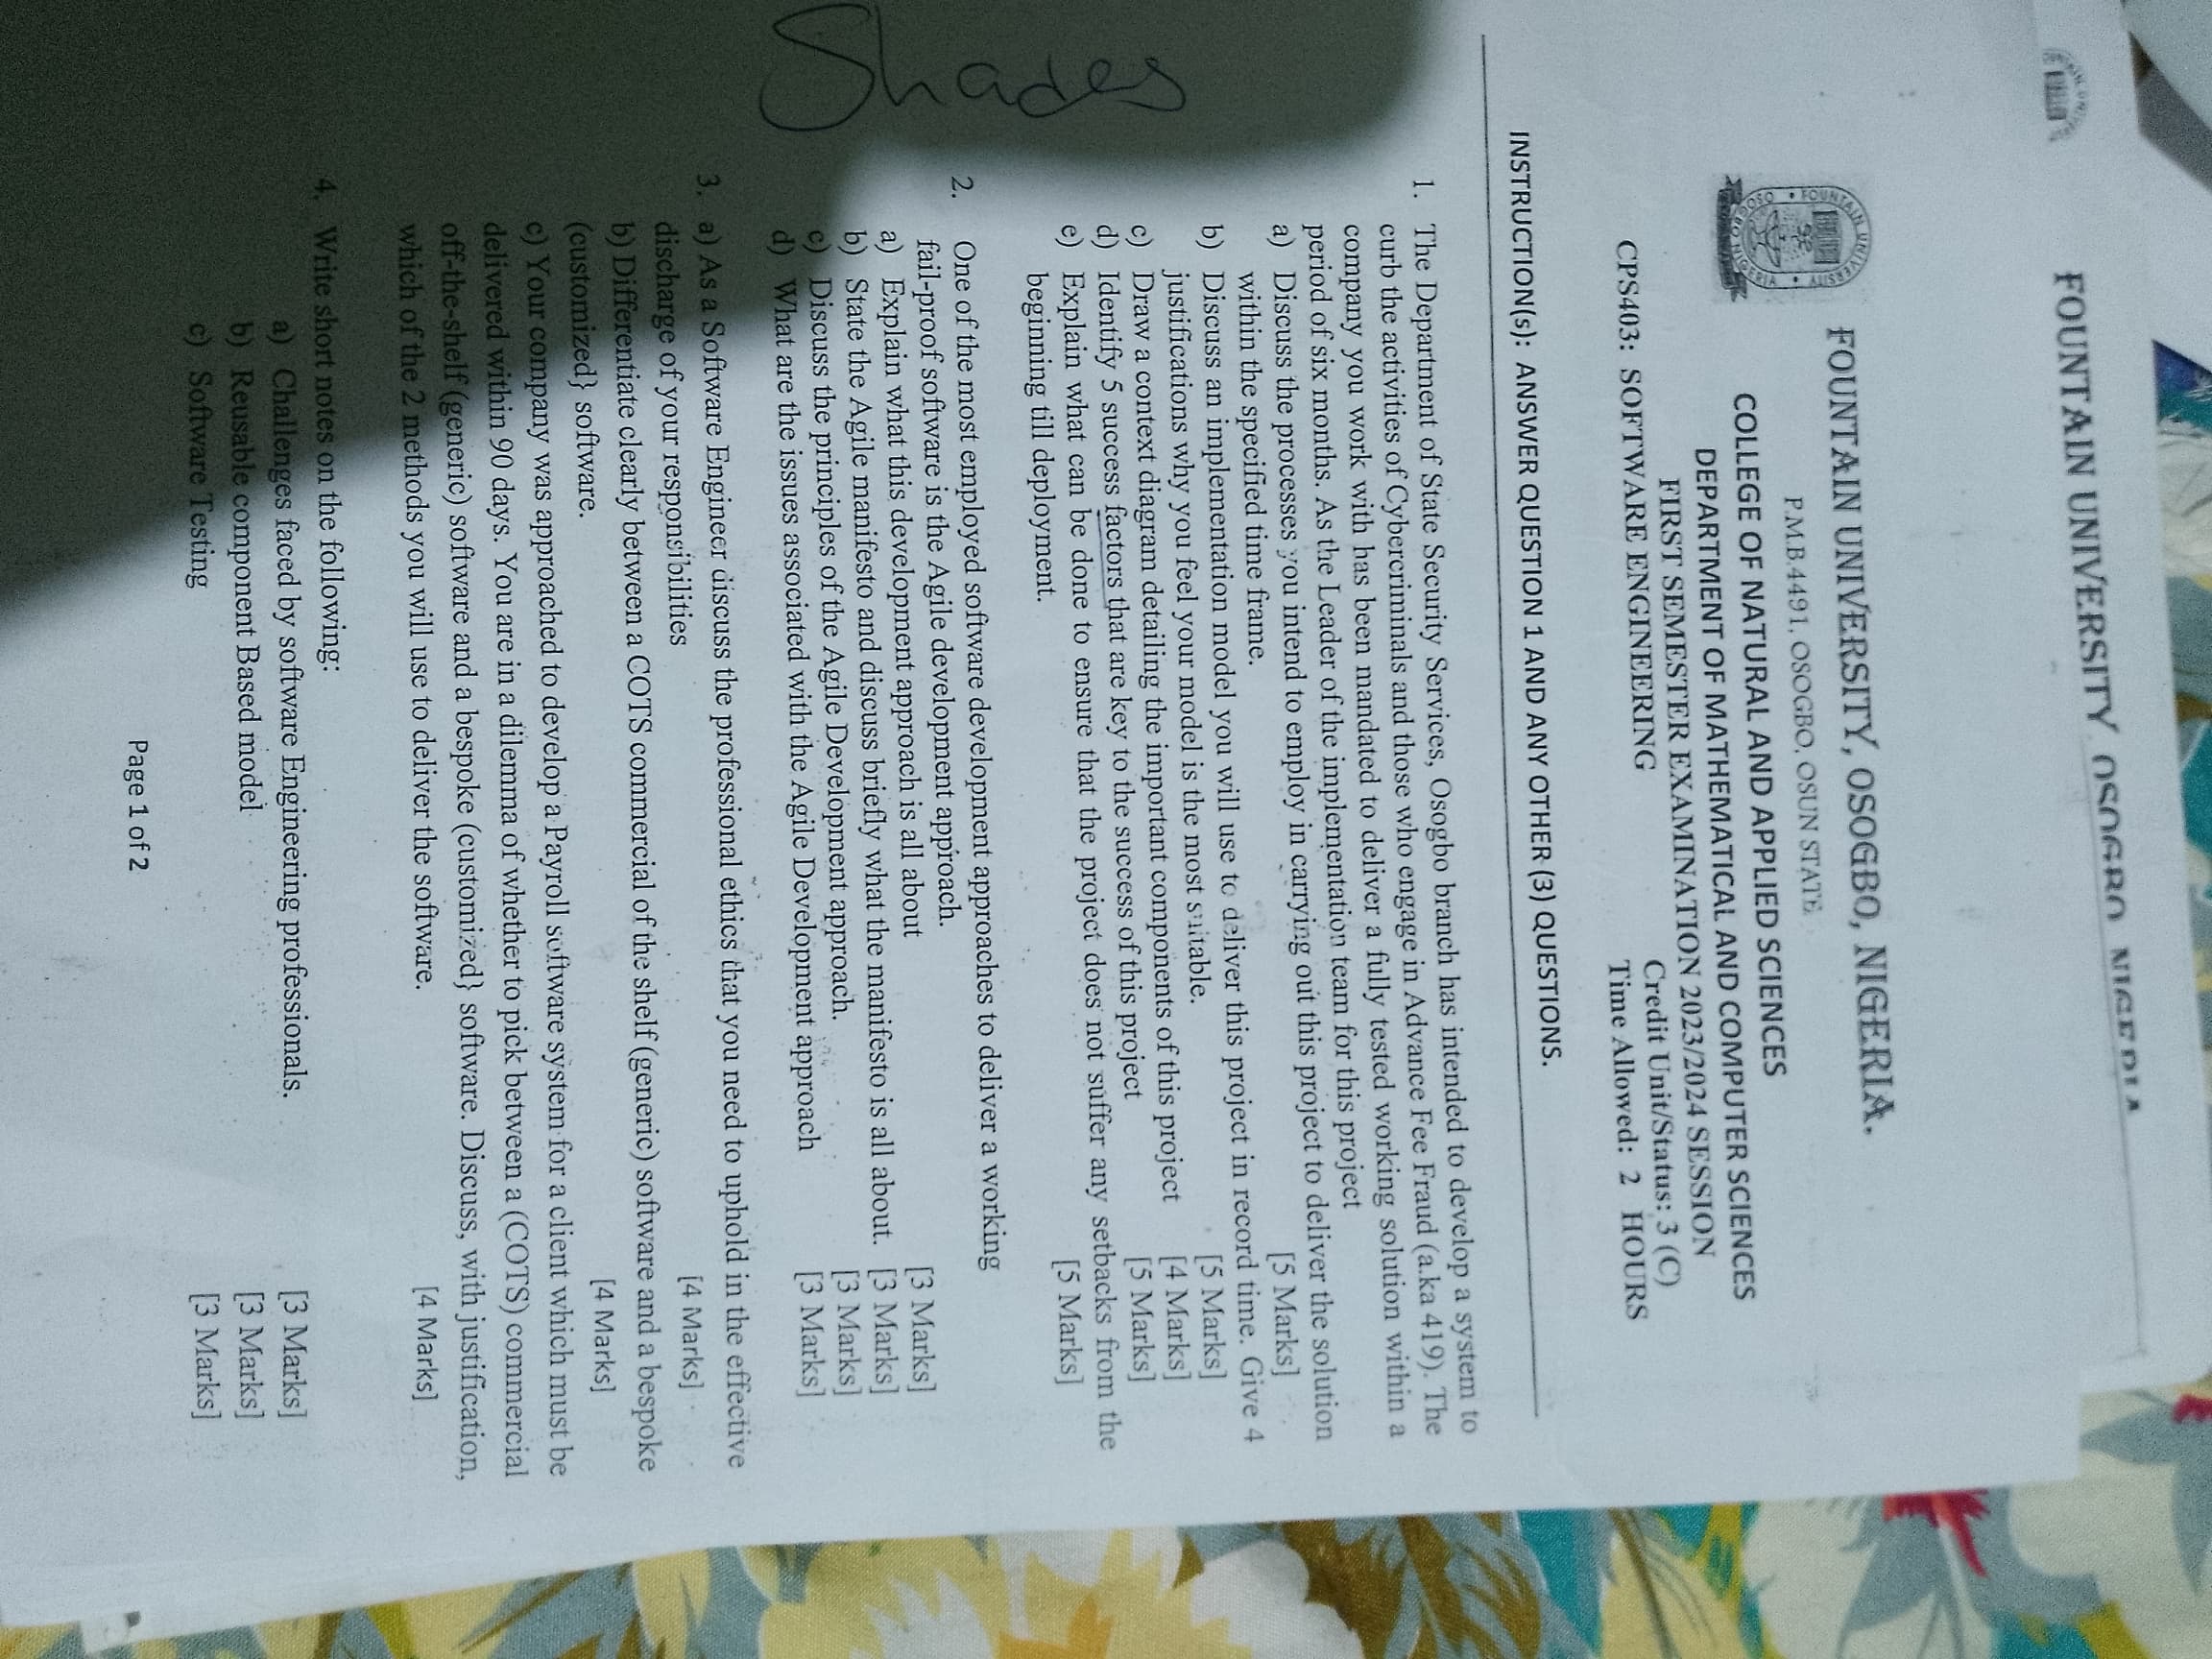 FOUNTAIN UNIVERSITY OSOGBO NIGERIA
FOUNTAIN UNIVERSITY, OSOGBO, NIGERIA.
P.M.B.4491, OSOGBO, OSUN STATE
COLLEGE OF NATURAL AND APPLIED SCIENCES
DEPARTMENT OF MATHEMATICAL AND COMPUTER SCIENCES
FIRST SEMESTER EXAMINATION 2023/2024 SESSION
CPS403: SOFTWARE ENGINEERING
Credit Unit/Status: 3 (C)
Time Allowed: 2 HOURS
INSTRUCTION(s): ANSWER QUESTION 1 AND ANY OTHER (3) QUESTIONS.
1. The Department of State Security Services, Osogbo branch has intended to develop a system to
curb the activities of Cybercriminals and those who engage in Advance Fee Fraud (a.ka 419). The
company you work with has been mandated to deliver a fully tested working solution within a
period of six months. As the Leader of the implementation team for this project
a) Discuss the processes you intend to employ in carrying out this project to deliver the solution
within the specified time frame. [5 Marks]
b) Discuss an implementation model you will use to deliver this project in record time. Give 4
justifications why you feel your model is the most suitable. [5 Marks]
c) Draw a context diagram detailing the important components of this project [4 Marks]
d) Identify 5 success factors that are key to the success of this project [5 Marks]
e) Explain what can be done to ensure that the project does not suffer any setbacks from the
beginning till deployment. [5 Marks]
2. One of the most employed software development approaches to deliver a working
fail-proof software is the Agile development approach.
a) Explain what this development approach is all about [3 Marks]
b) State the Agile manifesto and discuss briefly what the manifesto is all about. [3 Marks]
c) Discuss the principles of the Agile Development approach. [3 Marks]
d) What are the issues associated with the Agile Development approach [3 Marks]
3. a) As a Software Engineer discuss the professional ethics that you need to uphold in the effective
discharge of your responsibilities [4 Marks]
b) Differentiate clearly between a COTS commercial of the shelf (generic) software and a bespoke
(customized} software. [4 Marks]
c) Your company was approached to develop a Payroll software system for a client which must be
delivered within 90 days. You are in a dilemma of whether to pick between a (COTS) commercial
off-the-shelf (generic) software and a bespoke (customized} software. Discuss, with justification,
which of the 2 methods you will use to deliver the software. [4 Marks]
4. Write short notes on the following:
a) Challenges faced by software Engineering professionals. [3 Marks]
b) Reusable component Based model [3 Marks]
c) Software Testing [3 Marks]
Page 1 of 2
Shades